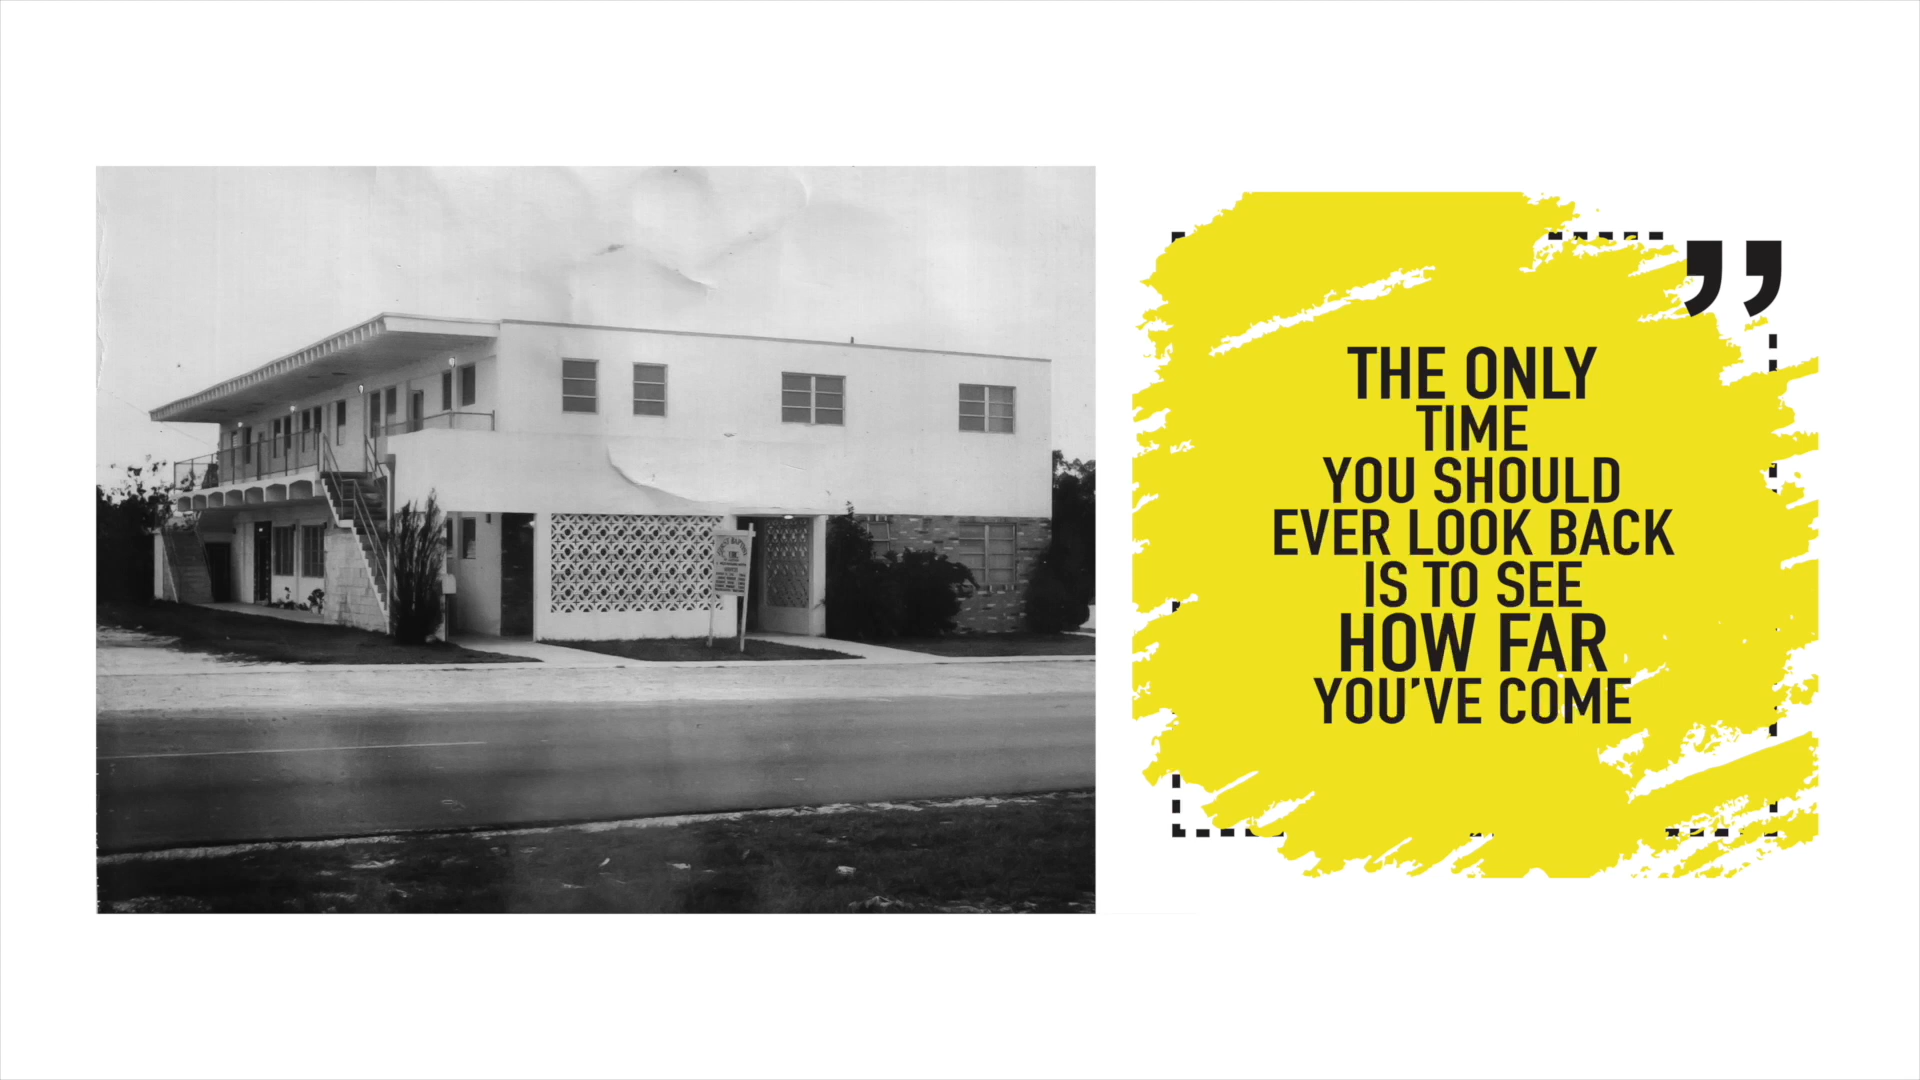 THE ONLY
TIME
YOU SHOULD
EVER LOOK BACK
IS TO SEE
HOW FAR
YOU'VE COME